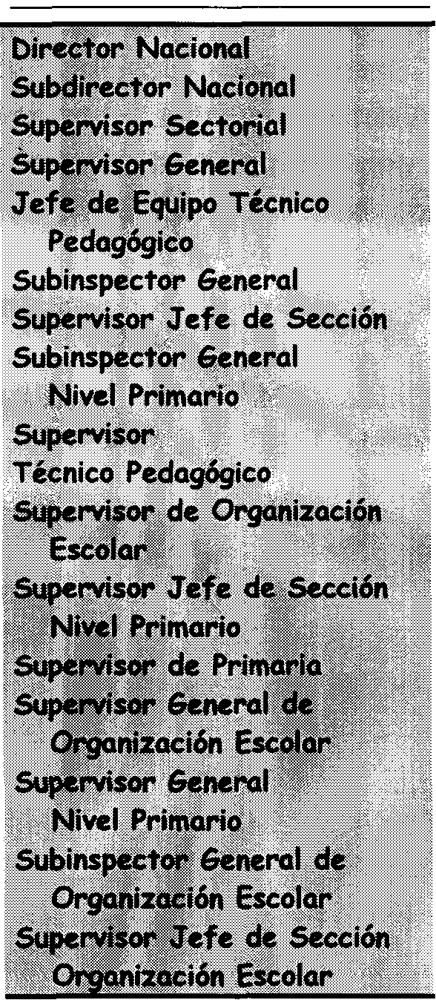 Director Nacional
Subdirector Nacional
Supervisor Sectorial
Supervisor General
Jefe de Equipo Técnico
Pedagógico
Subinspector General
Supervisor Jefe de Sección
Subinspector General
Nivel Primario
Supervisor
Técnico Pedagógico
Supervisor de Organización
Escolar
Supervisor Jefe de Sección
Nivel Primario
Supervisor de Primaria
Supervisor General de
Organización Escolar
Supervisor General
Nivel Primario
Subinspector General de
Organización Escolar
Supervisor Jefe de Sección
Organización Escolar